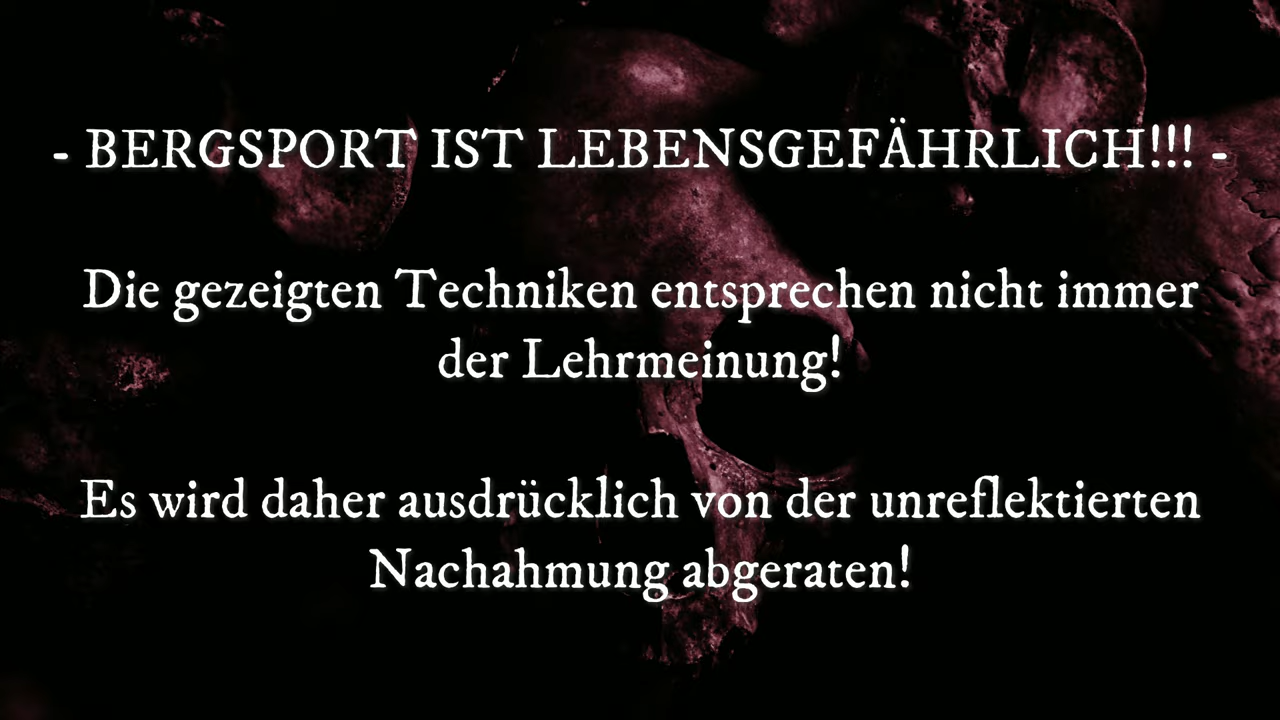 - BERGSPORT IST LEBENSGEFÄHRLICH!!! -
Die gezeigten Techniken entsprechen nicht immer
der Lehrmeinung!
Es wird daher ausdrücklich von der unreflektierten
Nachahmung abgeraten!